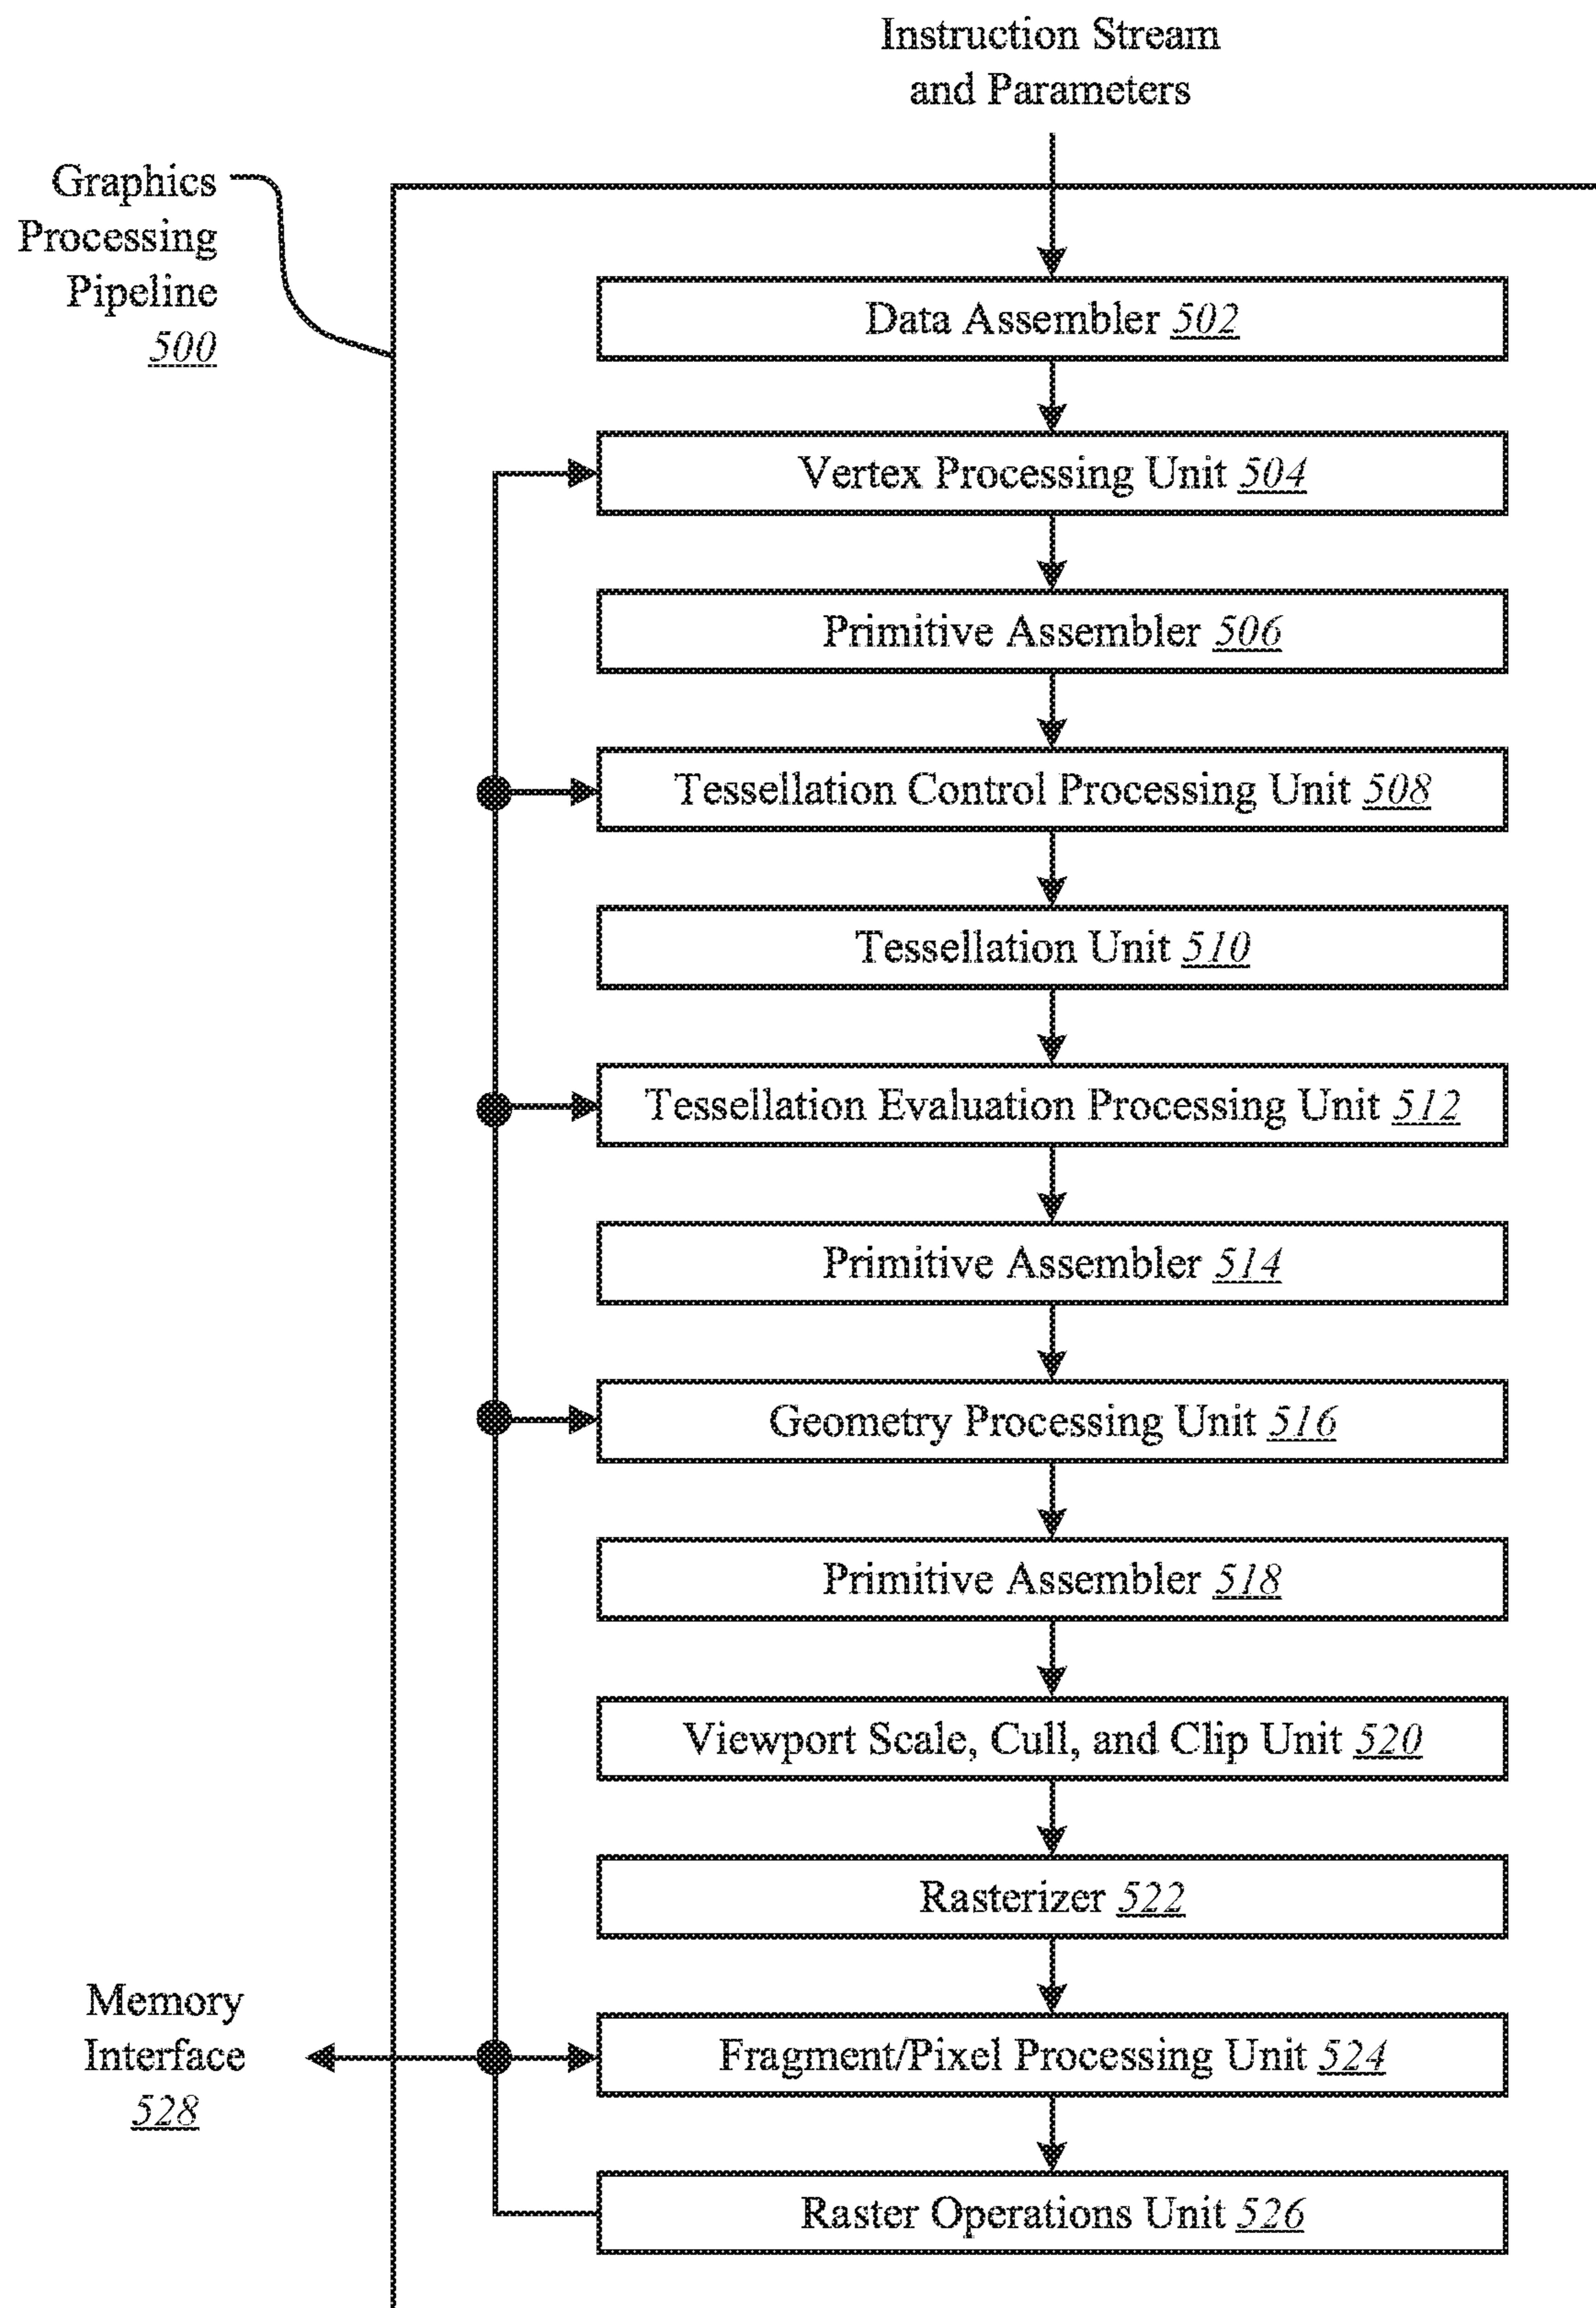 Instruction Stream
and Parameters
Graphics
Processing
Pipeline
500
Data Assembler 502
Vertex Processing Unit 504
Primitive Assembler 506
Tessellation Control Processing Unit 508
Tessellation Unit 510
Tessellation Evaluation Processing Unit 512
Primitive Assembler 514
Geometry Processing Unit 516
Primitive Assembler 518
Viewport Scale, Cull, and Clip Unit 520
Rasterizer 522
Memory
Interface
528
Fragment/Pixel Processing Unit 524
Raster Operations Unit 526